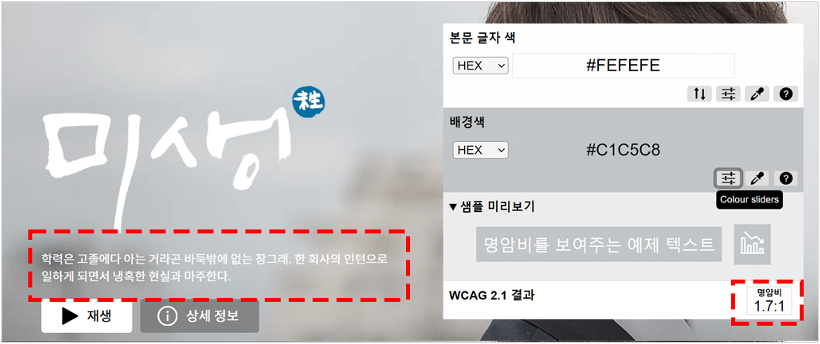 미생
未生
학력은 고졸에다 아는 거라곤 바둑밖에 없는 장그래. 한 회사의 인턴으로
일하게 되면서 냉혹한 현실과 마주한다.
재생
상세 정보
본문 글자 색
HEX
#FEFEFE
배경색
HEX
#C1C5C8
Colour sliders
샘플 미리보기
명암비를 보여주는 예제 텍스트
WCAG 2.1 결과
명암비
1.7:1